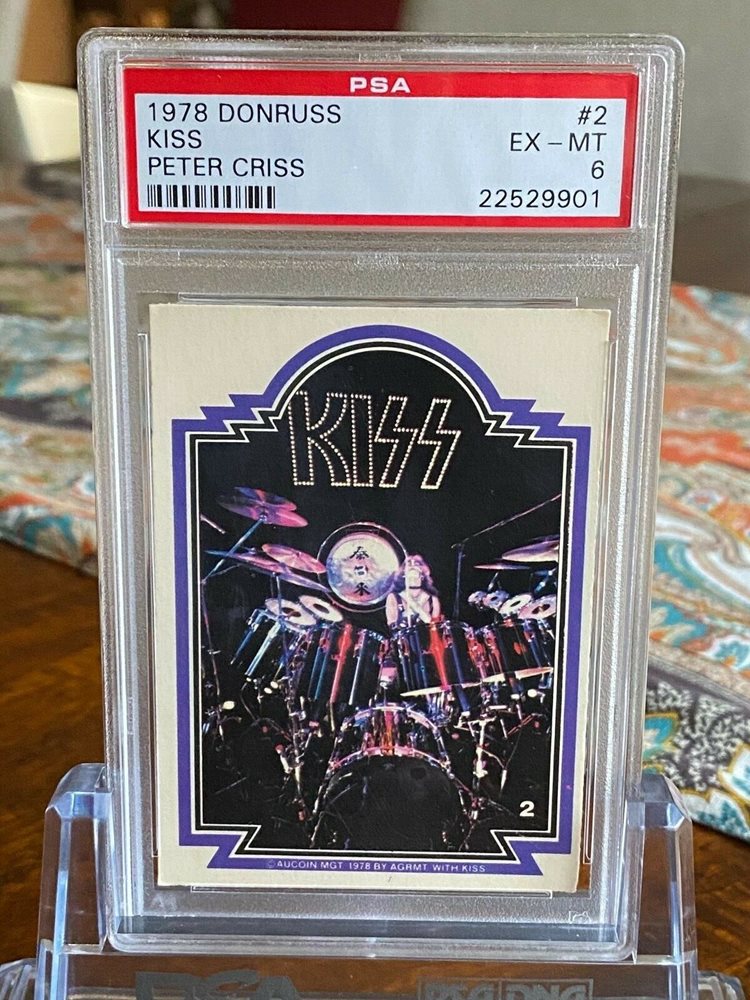 PSA
1978 DONRUSS #2
KISS EX - MT
PETER CRISS 6
22529901
KISS
2
©AUCOIN MGT. 1978 BY AGRMT. WITH KISS